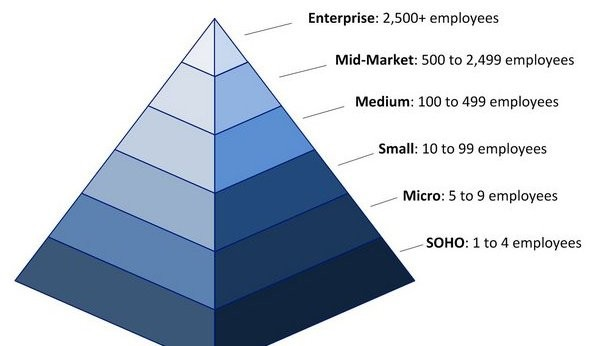 Enterprise: 2,500+ employees
Mid-Market: 500 to 2,499 employees
Medium: 100 to 499 employees
Small: 10 to 99 employees
Micro: 5 to 9 employees
SOHO: 1 to 4 employees